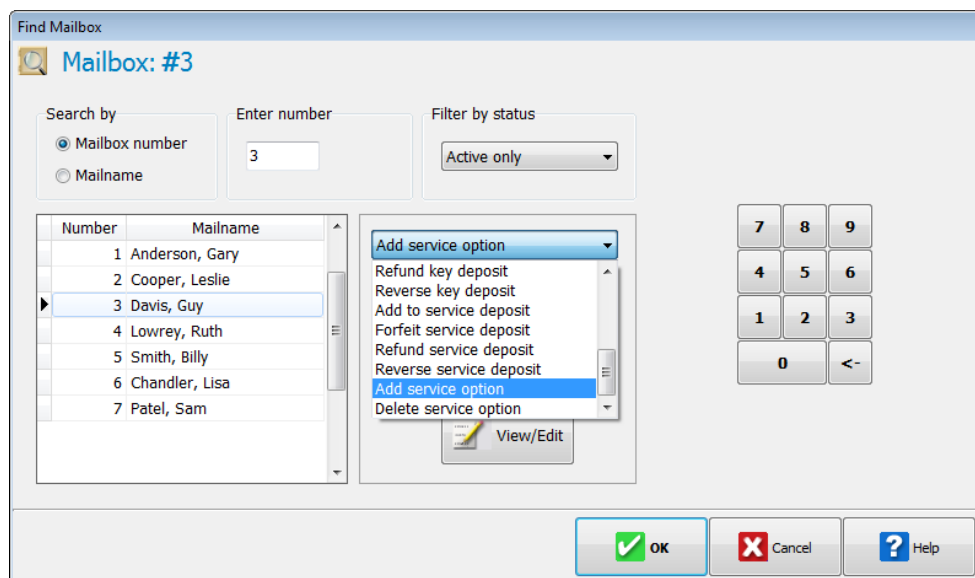 Find Mailbox
Mailbox: #3
Search by
Mailbox number
Mailname
Enter number
3
Filter by status
Active only
Number Mailname
1 Anderson, Gary
2 Cooper, Leslie
3 Davis, Guy
4 Lowrey, Ruth
5 Smith, Billy
6 Chandler, Lisa
7 Patel, Sam
Add service option
Refund key deposit
Reverse key deposit
Add to service deposit
Forfeit service deposit
Refund service deposit
Reverse service deposit
Add service option
Delete service option
View/Edit
7 8 9
4 5 6
1 2 3
0 <-
OK Cancel Help